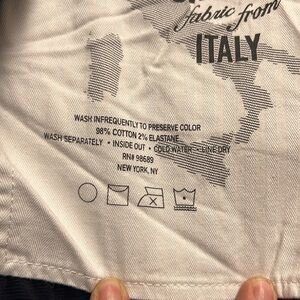 fabric from
ITALY
WASH INFREQUENTLY TO PRESERVE COLOR
98% COTTON 2% ELASTANE
WASH SEPARATELY • INSIDE OUT • COLD WATER • LINE DRY
RN# 98689
NEW YORK, NY